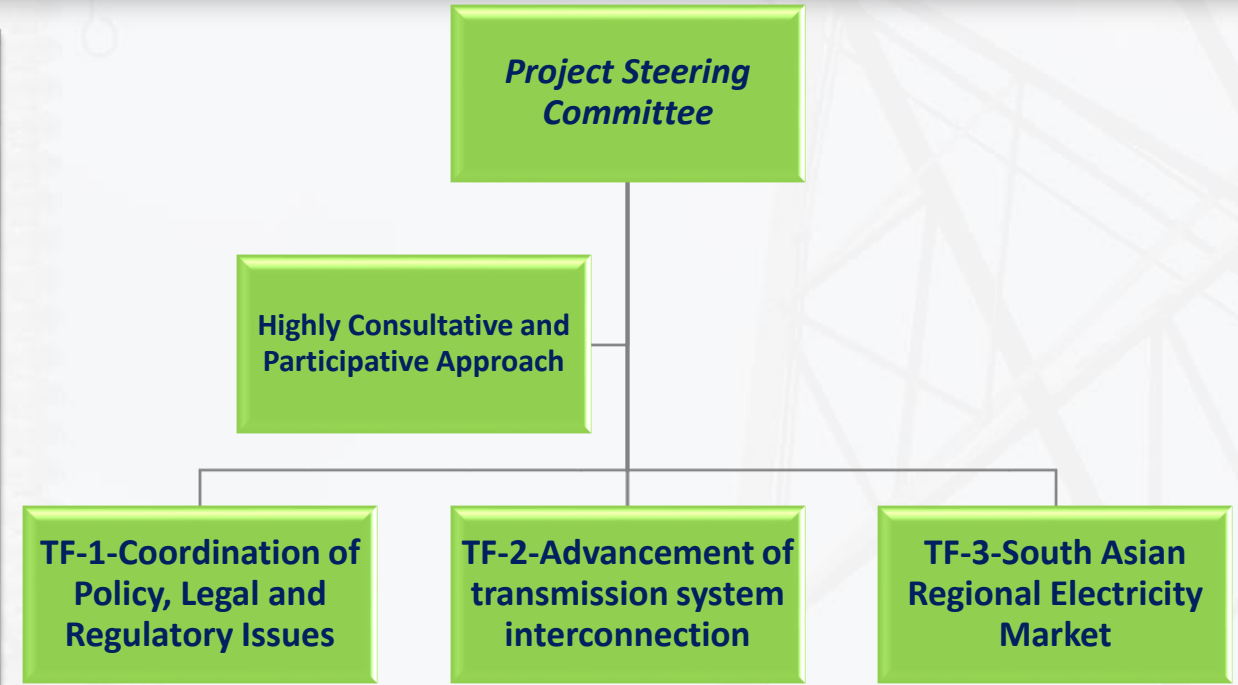 Project Steering
Committee
Highly Consultative and
Participative Approach
TF-1-Coordination of
Policy, Legal and
Regulatory Issues
TF-2-Advancement of
transmission system
interconnection
TF-3-South Asian
Regional Electricity
Market